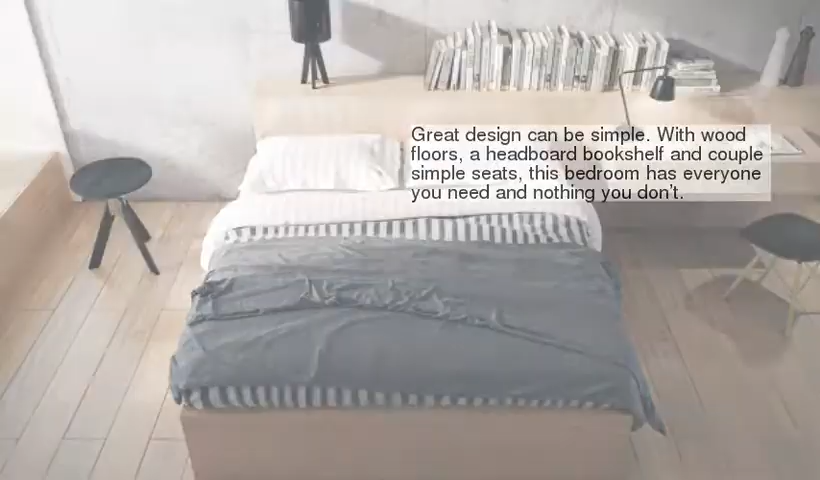 Great design can be simple. With wood
floors, a headboard bookshelf and couple
simple seats, this bedroom has everyone
you need and nothing you don't.